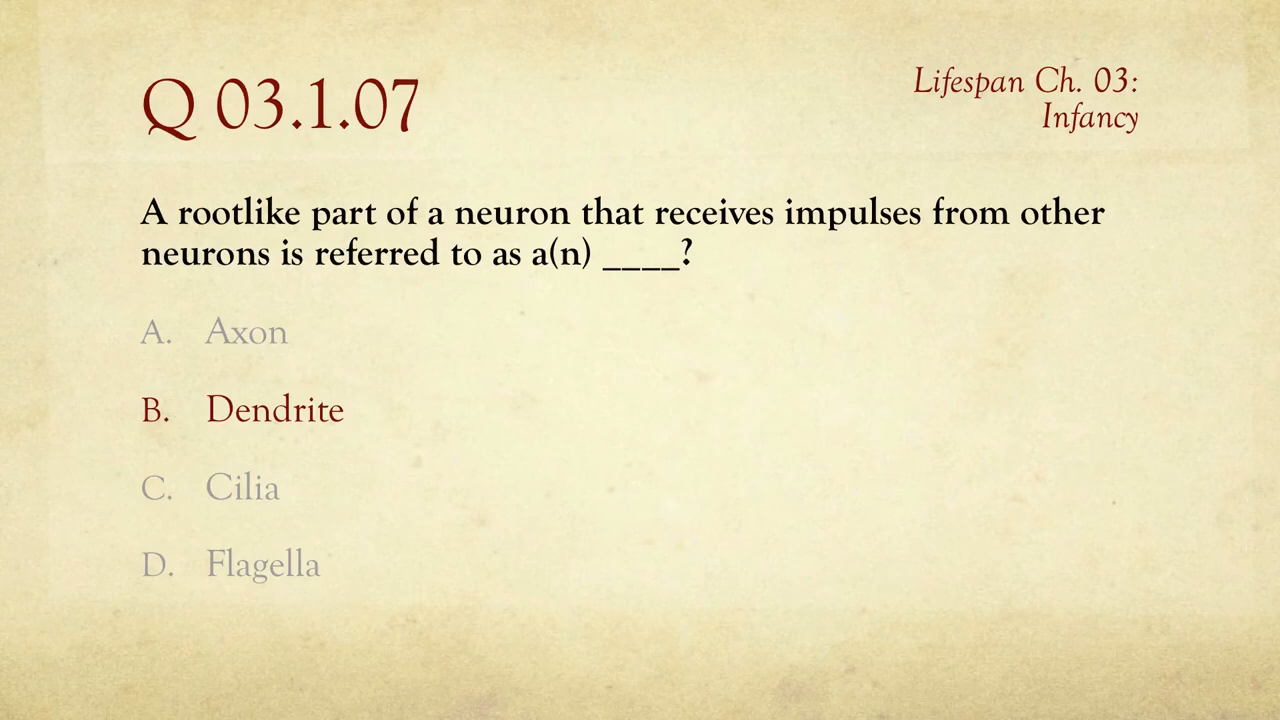 Q 03.1.07
Lifespan Ch. 03:
Infancy
A rootlike part of a neuron that receives impulses from other
neurons is referred to as a(n) ____?
A. Axon
B. Dendrite
C. Cilia
D. Flagella